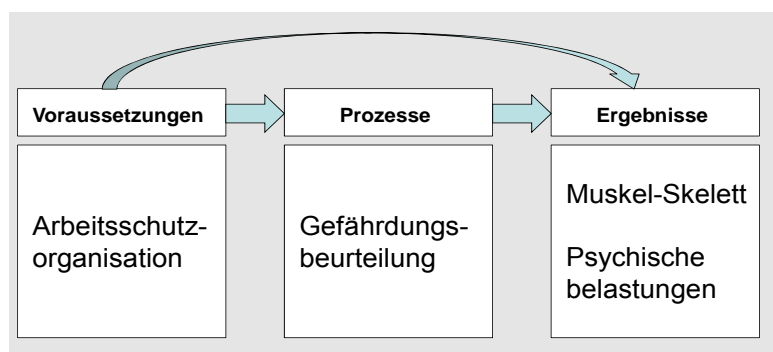 Voraussetzungen
Prozesse
Ergebnisse
Arbeitsschutz-
organisation
Gefährdungs-
beurteilung
Muskel-Skelett
Psychische
belastungen